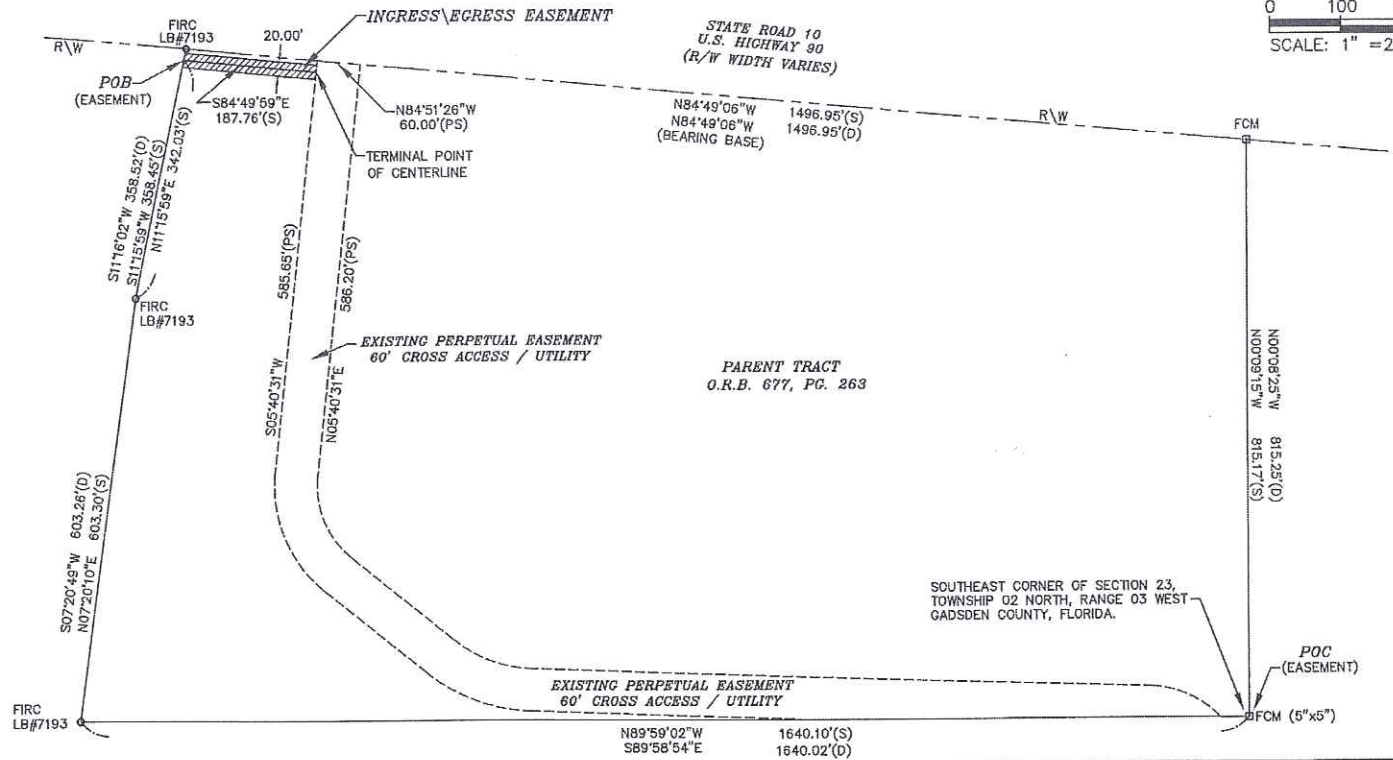 INGRESS\EGRESS EASEMENT
FIRC
LB#7193
20.00'
R\W
STATE ROAD 10
U.S. HIGHWAY 90
(R/W WIDTH VARIES)
0 100
SCALE: 1" =2
POB
(EASEMENT)
S84°49'59"E
187.76'(S)
N84°51'26"W
60.00'(PS)
TERMINAL POINT
OF CENTERLINE
N84°49'06"W 1496.95'(S)
N84°49'06"W 1496.95'(D)
(BEARING BASE)
R\W
FCM
S11°16'02"W 358.52'(D)
S11°15'59"W 358.45'(S)
N11°15'59"E 342.03'(S)
FIRC
LB#7193
585.65'(PS)
586.20'(PS)
S05°40'31"W
N05°40'31"E
EXISTING PERPETUAL EASEMENT
60' CROSS ACCESS / UTILITY
PARENT TRACT
O.R.B. 677, PG. 263
N00°08'25"W 815.25'(D)
N00°09'15"W 815.17'(S)
S07°20'49"W 603.26'(D)
N07°20'10"E 603.30'(S)
SOUTHEAST CORNER OF SECTION 23,
TOWNSHIP 02 NORTH, RANGE 03 WEST
GADSDEN COUNTY, FLORIDA.
POC
(EASEMENT)
EXISTING PERPETUAL EASEMENT
60' CROSS ACCESS / UTILITY
FIRC
LB#7193
FCM (5"x5")
N89°59'02"W 1640.10'(S)
S89°58'54"E 1640.02'(D)